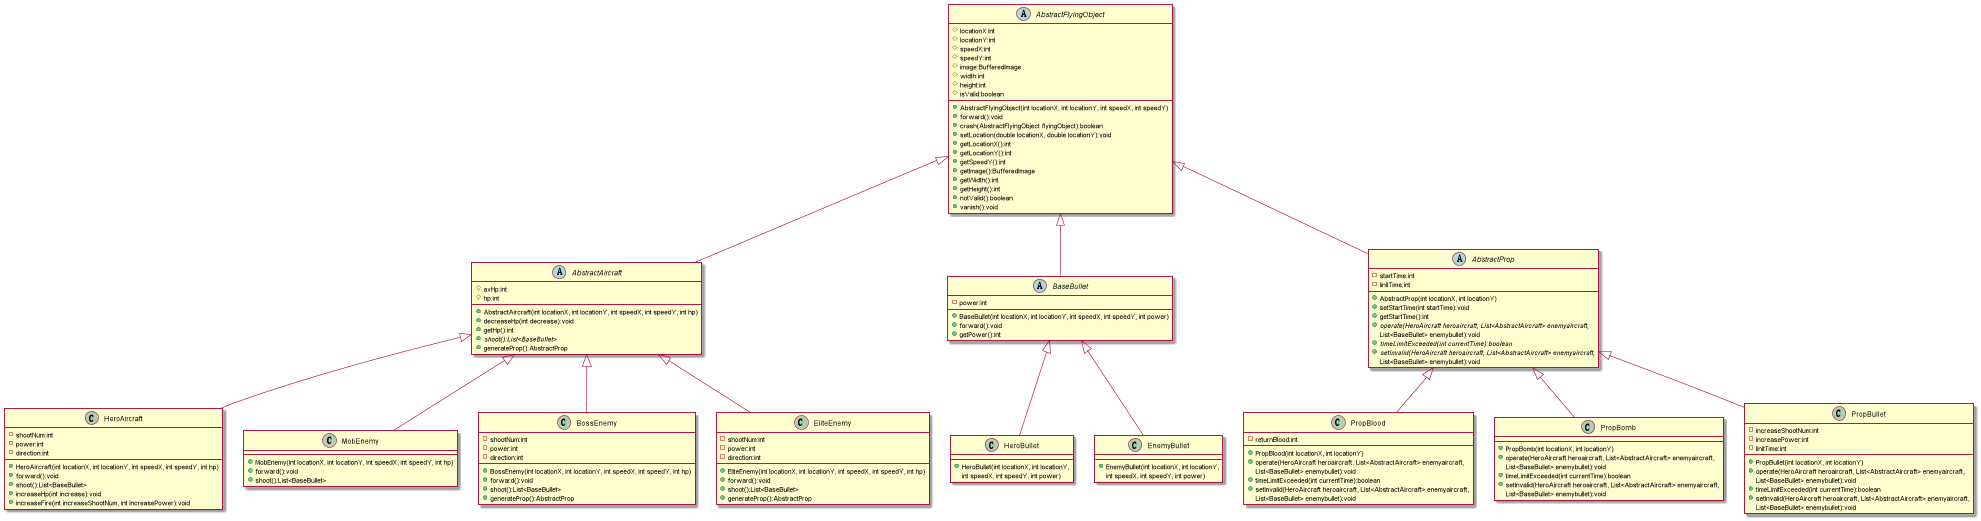 A AbstractFlyingObject
locationX:int
locationY:int
speedX:int
speedY:int
image:BufferedImage
width:int
height:int
isValid:boolean
AbstractFlyingObject(int locationX, int locationY, int speedX, int speedY)
forward():void
crash(AbstractFlyingObject flyingObject):boolean
setLocation(double locationX, double locationY):void
getLocationX():int
getLocationY():int
getSpeedY():int
getImage():BufferedImage
getWidth():int
getHeight():int
notValid():boolean
vanish():void
A AbstractAircraft
axHp:int
hp:int
AbstractAircraft(int locationX, int locationY, int speedX, int speedY, int hp)
decreaseHp(int decrease):void
getHp():int
shoot():List<BaseBullet>
generateProp():AbstractProp
A BaseBullet
power:int
BaseBullet(int locationX, int locationY, int speedX, int speedY, int power)
forward():void
getPower():int
A AbstractProp
startTime:int
linitTime:int
AbstractProp(int locationX, int locationY)
getStartTime(int startTime):void
getStartTime():int
operate(HeroAircraft heroaircraft, List<AbstractAircraft> enemyaircraft,
List<BaseBullet> enemybullet):void
timeLimitExceeded(int currentTime):boolean
setInvalid(HeroAircraft heroaircraft, List<AbstractAircraft> enemyaircraft,
List<BaseBullet> enemybullet):void
C HeroAircraft
shootNum:int
power:int
direction:int
HeroAircraft(int locationX, int locationY, int speedX, int speedY, int hp)
forward():void
shoot():List<BaseBullet>
increaseHp(int increase):void
increaseFire(int increaseShootNum, int increasePower):void
C MobEnemy
MobEnemy(int locationX, int locationY, int speedX, int speedY, int hp)
forward():void
shoot():List<BaseBullet>
C BossEnemy
shootNum:int
power:int
direction:int
BossEnemy(int locationX, int locationY, int speedX, int speedY, int hp)
forward():void
shoot():List<BaseBullet>
generateProp():AbstractProp
C EliteEnemy
shootNum:int
power:int
direction:int
EliteEnemy(int locationX, int locationY, int speedX, int speedY, int hp)
forward():void
shoot():List<BaseBullet>
generateProp():AbstractProp
C HeroBullet
HeroBullet(int locationX, int locationY,
int speedX, int speedY, int power)
C EnemyBullet
EnemyBullet(int locationX, int locationY,
int speedX, int speedY, int power)
C PropBlood
returnBlood:int
PropBlood(int locationX, int locationY)
operate(HeroAircraft heroaircraft, List<AbstractAircraft> enemyaircraft,
List<BaseBullet> enemybullet):void
timeLimitExceeded(int currentTime):boolean
setInvalid(HeroAircraft heroaircraft, List<AbstractAircraft> enemyaircraft,
List<BaseBullet> enemybullet):void
C PropBomb
PropBomb(int locationX, int locationY)
operate(HeroAircraft heroaircraft, List<AbstractAircraft> enemyaircraft,
List<BaseBullet> enemybullet):void
timeLimitExceeded(int currentTime):boolean
setInvalid(HeroAircraft heroaircraft, List<AbstractAircraft> enemyaircraft,
List<BaseBullet> enemybullet):void
C PropBullet
increaseShootNum:int
increasePower:int
linitTime:int
PropBullet(int locationX, int locationY)
operate(HeroAircraft heroaircraft, List<AbstractAircraft> enemyaircraft,
List<BaseBullet> enemybullet):void
timeLimitExceeded(int currentTime):boolean
setInvalid(HeroAircraft heroaircraft, List<AbstractAircraft> enemyaircraft,
List<BaseBullet> enemybullet):void